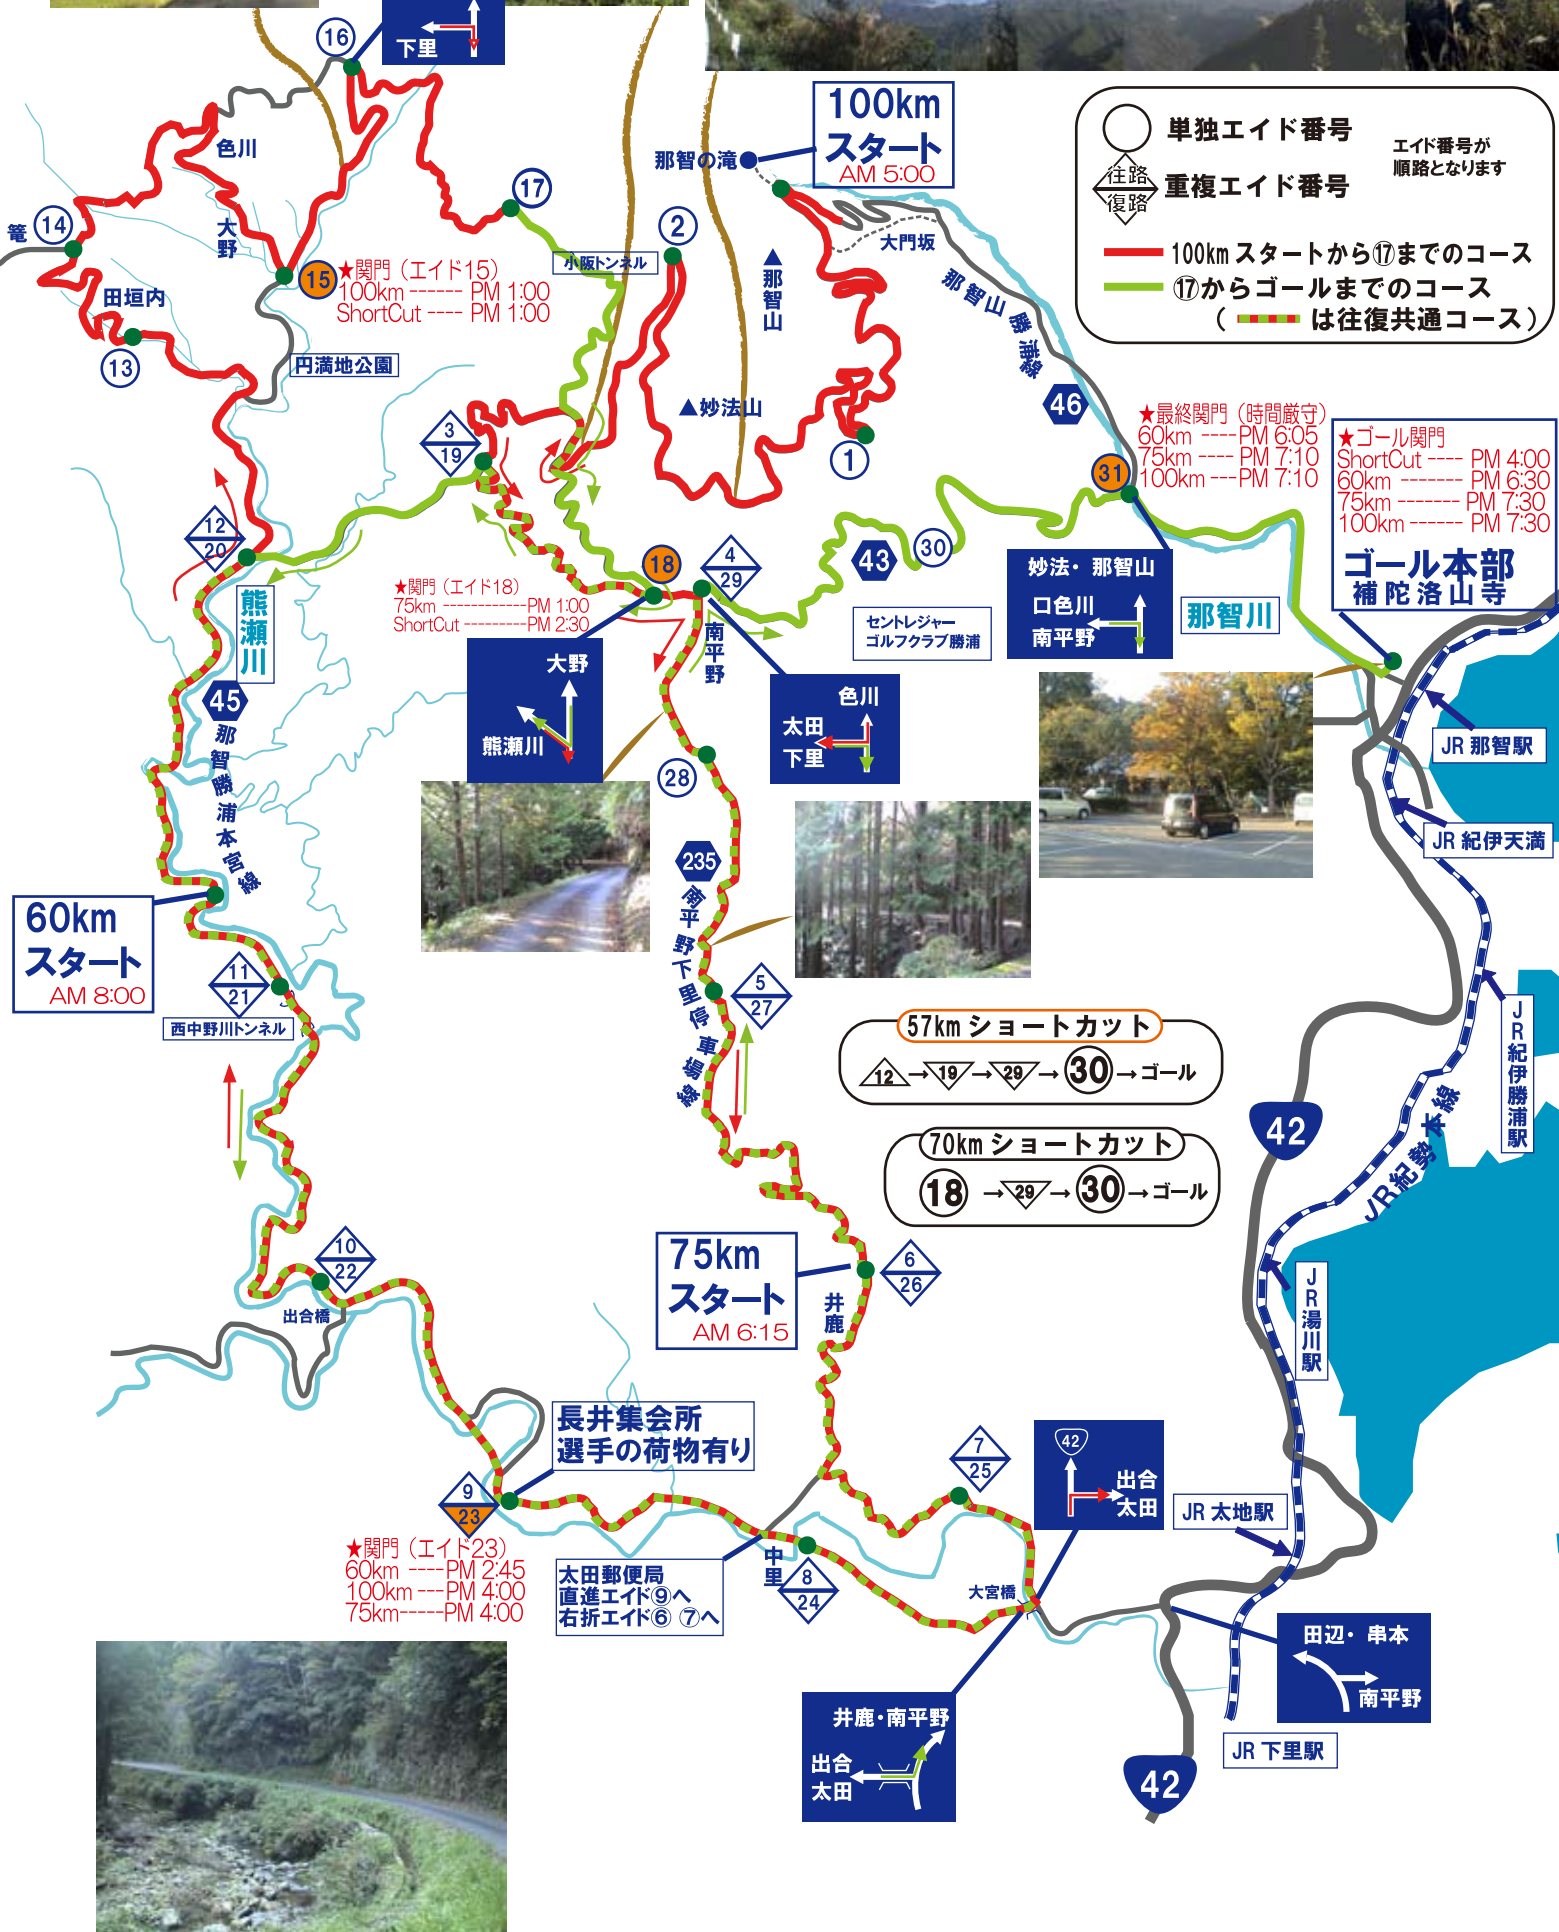 16
下里
100km
スタート
AM 5:00
那智の滝
単独エイド番号
エイド番号が
順路となります
往路
復路
重複エイド番号
100km スタートから⑰までのコース
⑰からゴールまでのコース
( は往復共通コース)
色川
17
2
14
篭
大野
15
★関門（エイド15）
100km ------ PM 1:00
ShortCut ---- PM 1:00
小阪トンネル
大門坂
▲那智山
那智山勝浦線
46
田垣内
13
円満地公園
▲妙法山
1
3
19
★最終関門（時間厳守）
60km ----PM 6:05
75km ---- PM 7:10
100km ---PM 7:10
31
★ゴール関門
ShortCut ---- PM 4:00
60km ------- PM 6:30
75km ------- PM 7:30
100km ------ PM 7:30
ゴール本部
補陀洛山寺
12
20
18
4
29
43
30
★関門（エイド18）
75km ------------PM 1:00
ShortCut ---------PM 2:30
熊瀬川
妙法・那智山
口色川
南平野
那智川
セントレジャー
ゴルフクラブ勝浦
南平野
大野
熊瀬川
色川
太田
下里
45
那智勝浦本宮線
28
JR 那智駅
JR 紀伊天満
235
南平野下里停車場線
60km
スタート
AM 8:00
11
21
西中野川トンネル
5
27
57km ショートカット
12→19→29→30→ゴール
70km ショートカット
18→29→30→ゴール
JR紀伊勝浦駅
42
JR紀勢本線
10
22
出合橋
75km
スタート
AM 6:15
6
26
井鹿
JR湯川駅
長井集会所
選手の荷物有り
9
23
★関門（エイド23）
60km ----PM 2:45
100km ---PM 4:00
75km-----PM 4:00
7
25
42
出合
太田
JR 太地駅
太田郵便局
直進エイド⑨へ
右折エイド⑥ ⑦へ
中里
8
24
大宮橋
田辺・串本
南平野
井鹿・南平野
出合
太田
JR 下里駅
42